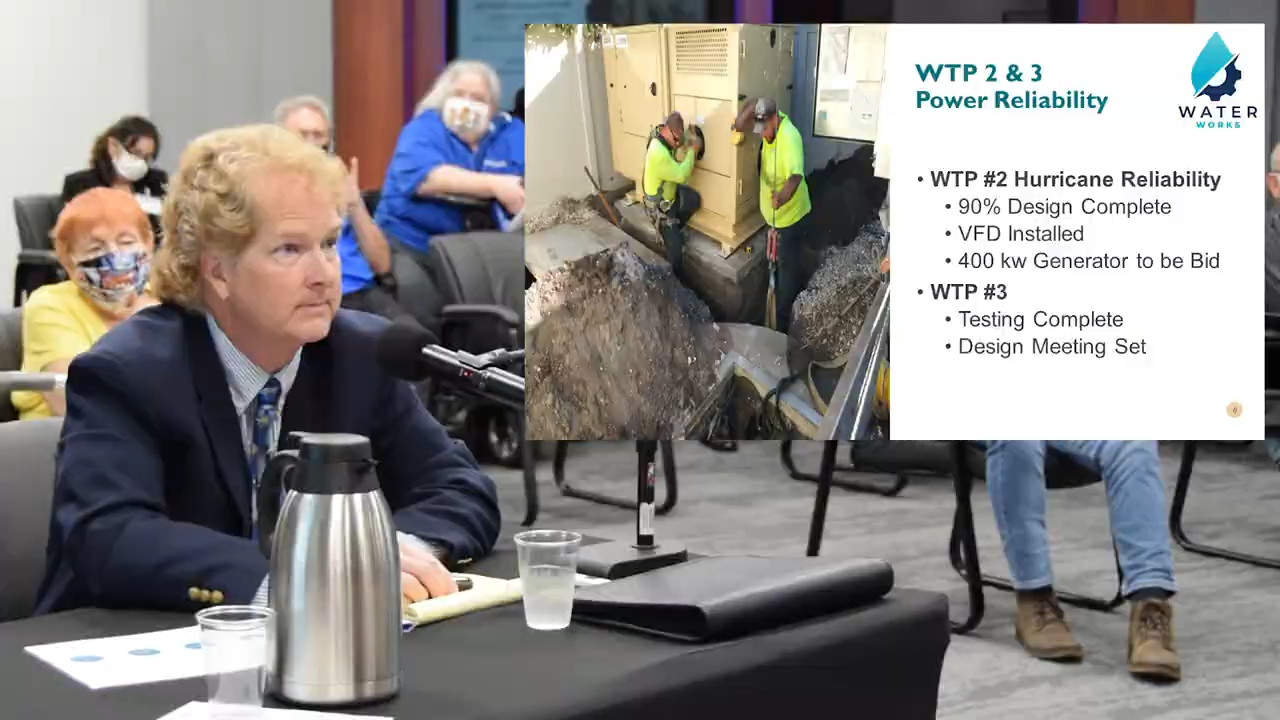 WTP 2 & 3
Power Reliability
WATER
WORKS
• WTP #2 Hurricane Reliability
• 90% Design Complete
• VFD Installed
• 400 kw Generator to be Bid
• WTP #3
• Testing Complete
• Design Meeting Set